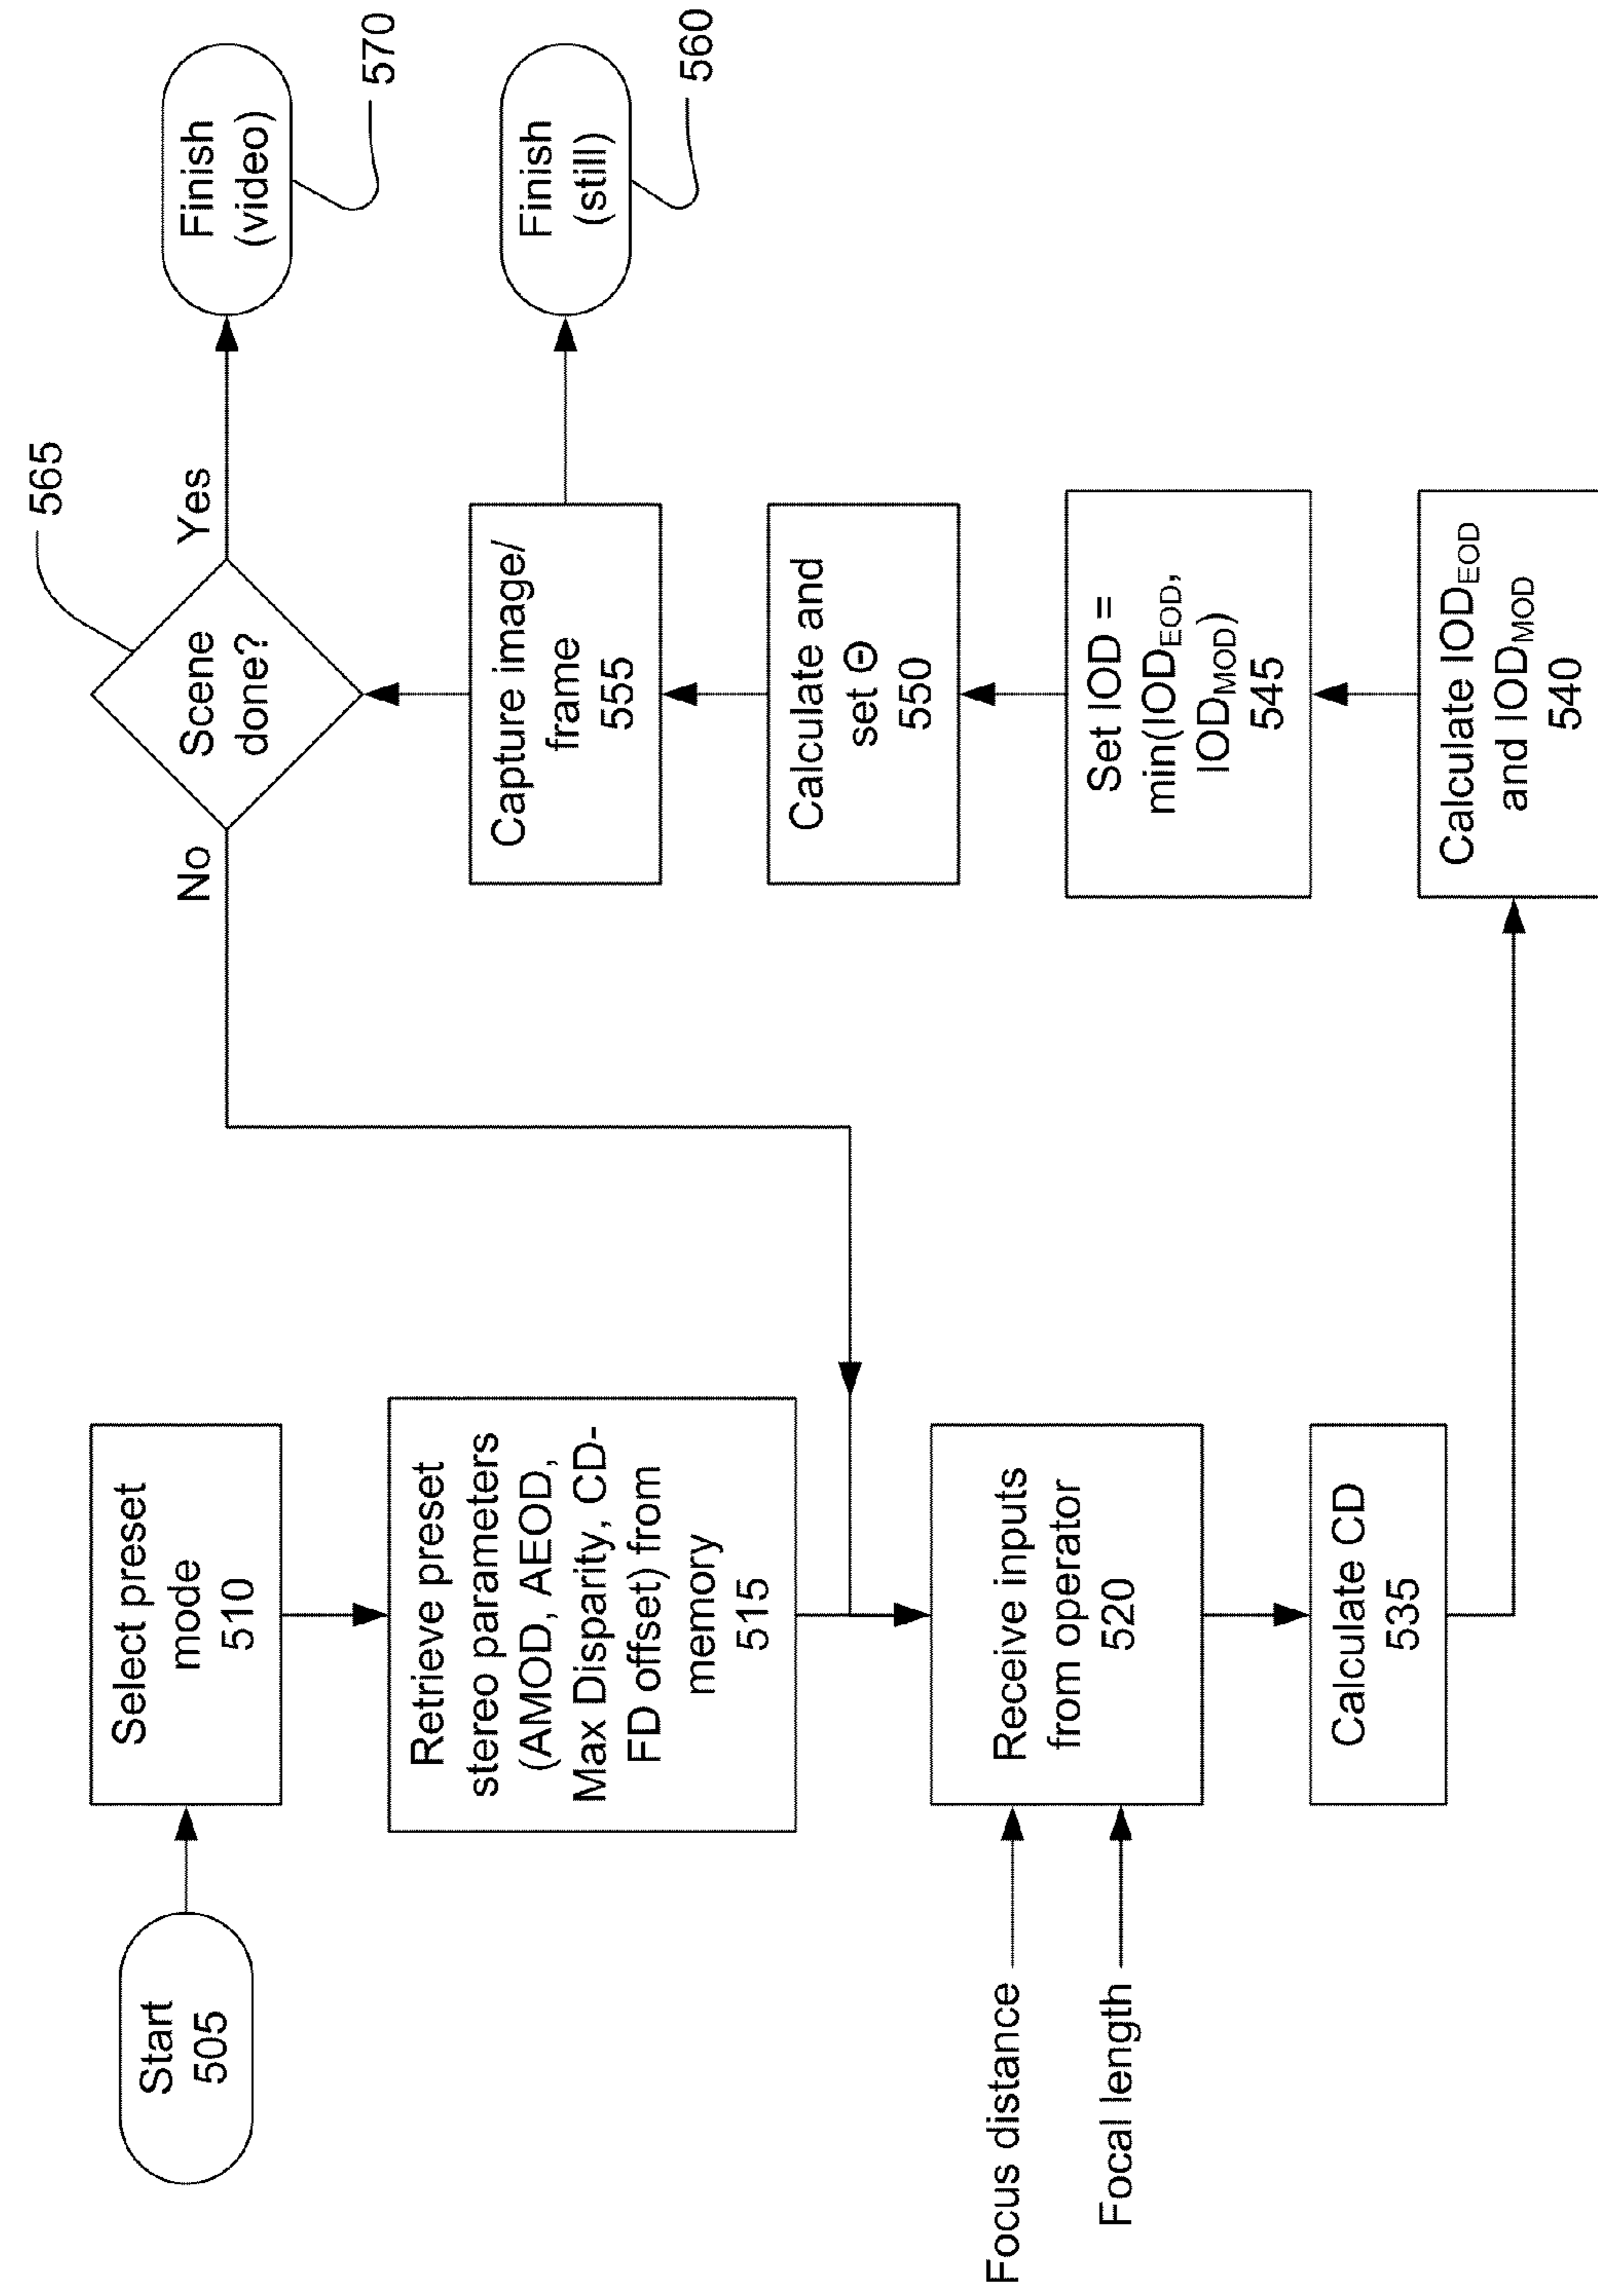 Start
505
Select preset
mode
510
Retrieve preset
stereo parameters
(AMOD, AEOD,
Max Disparity, CD-
FD offset) from
memory
515
Focus distance
Focal length
Receive inputs
from operator
520
Calculate CD
535
Calculate IOD_EOD
and IOD_MOD
540
Set IOD =
min(IOD_EOD,
IOD_MOD)
545
Calculate and
set Θ
550
Capture image/
frame
555
Finish
(still)
560
Scene
done?
565
No
Yes
Finish
(video)
570